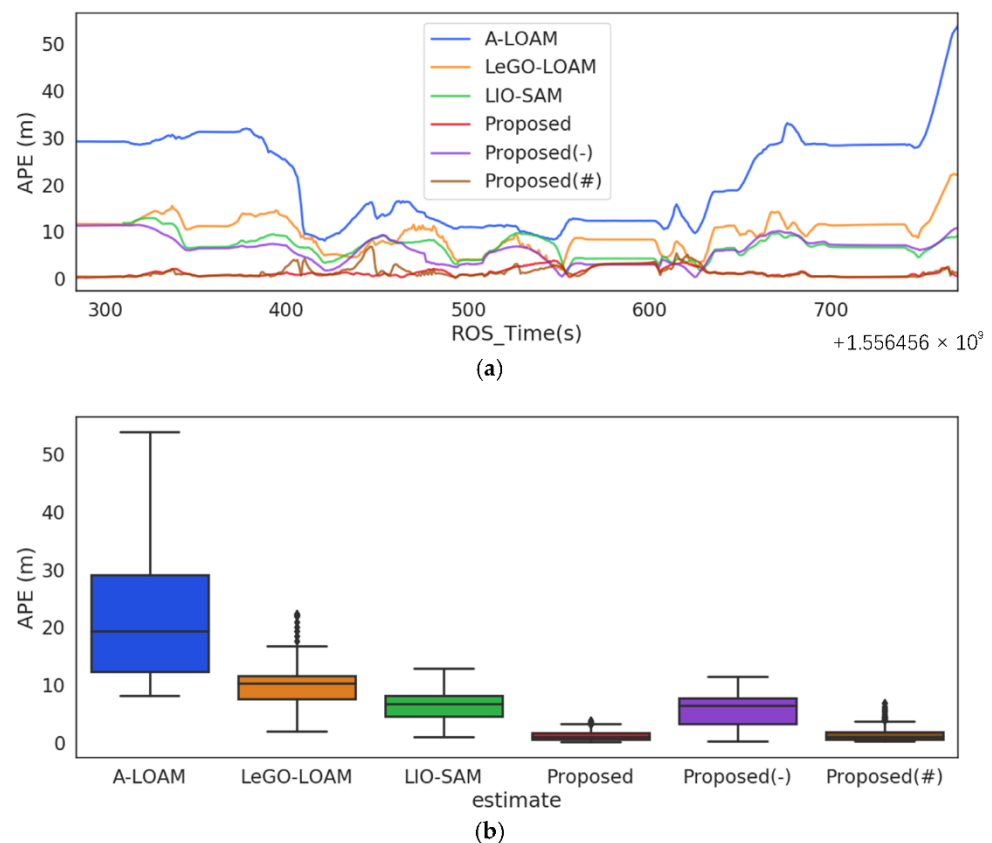 50
40
30
20
10
0
APE (m)
A-LOAM
LeGO-LOAM
LIO-SAM
Proposed
Proposed(-)
Proposed(#)
300 400 500 600 700
ROS_Time(s)
+1.556456 × 10⁹
(a)
50
40
30
20
10
0
APE (m)
A-LOAM LeGO-LOAM LIO-SAM Proposed Proposed(-) Proposed(#)
estimate
(b)